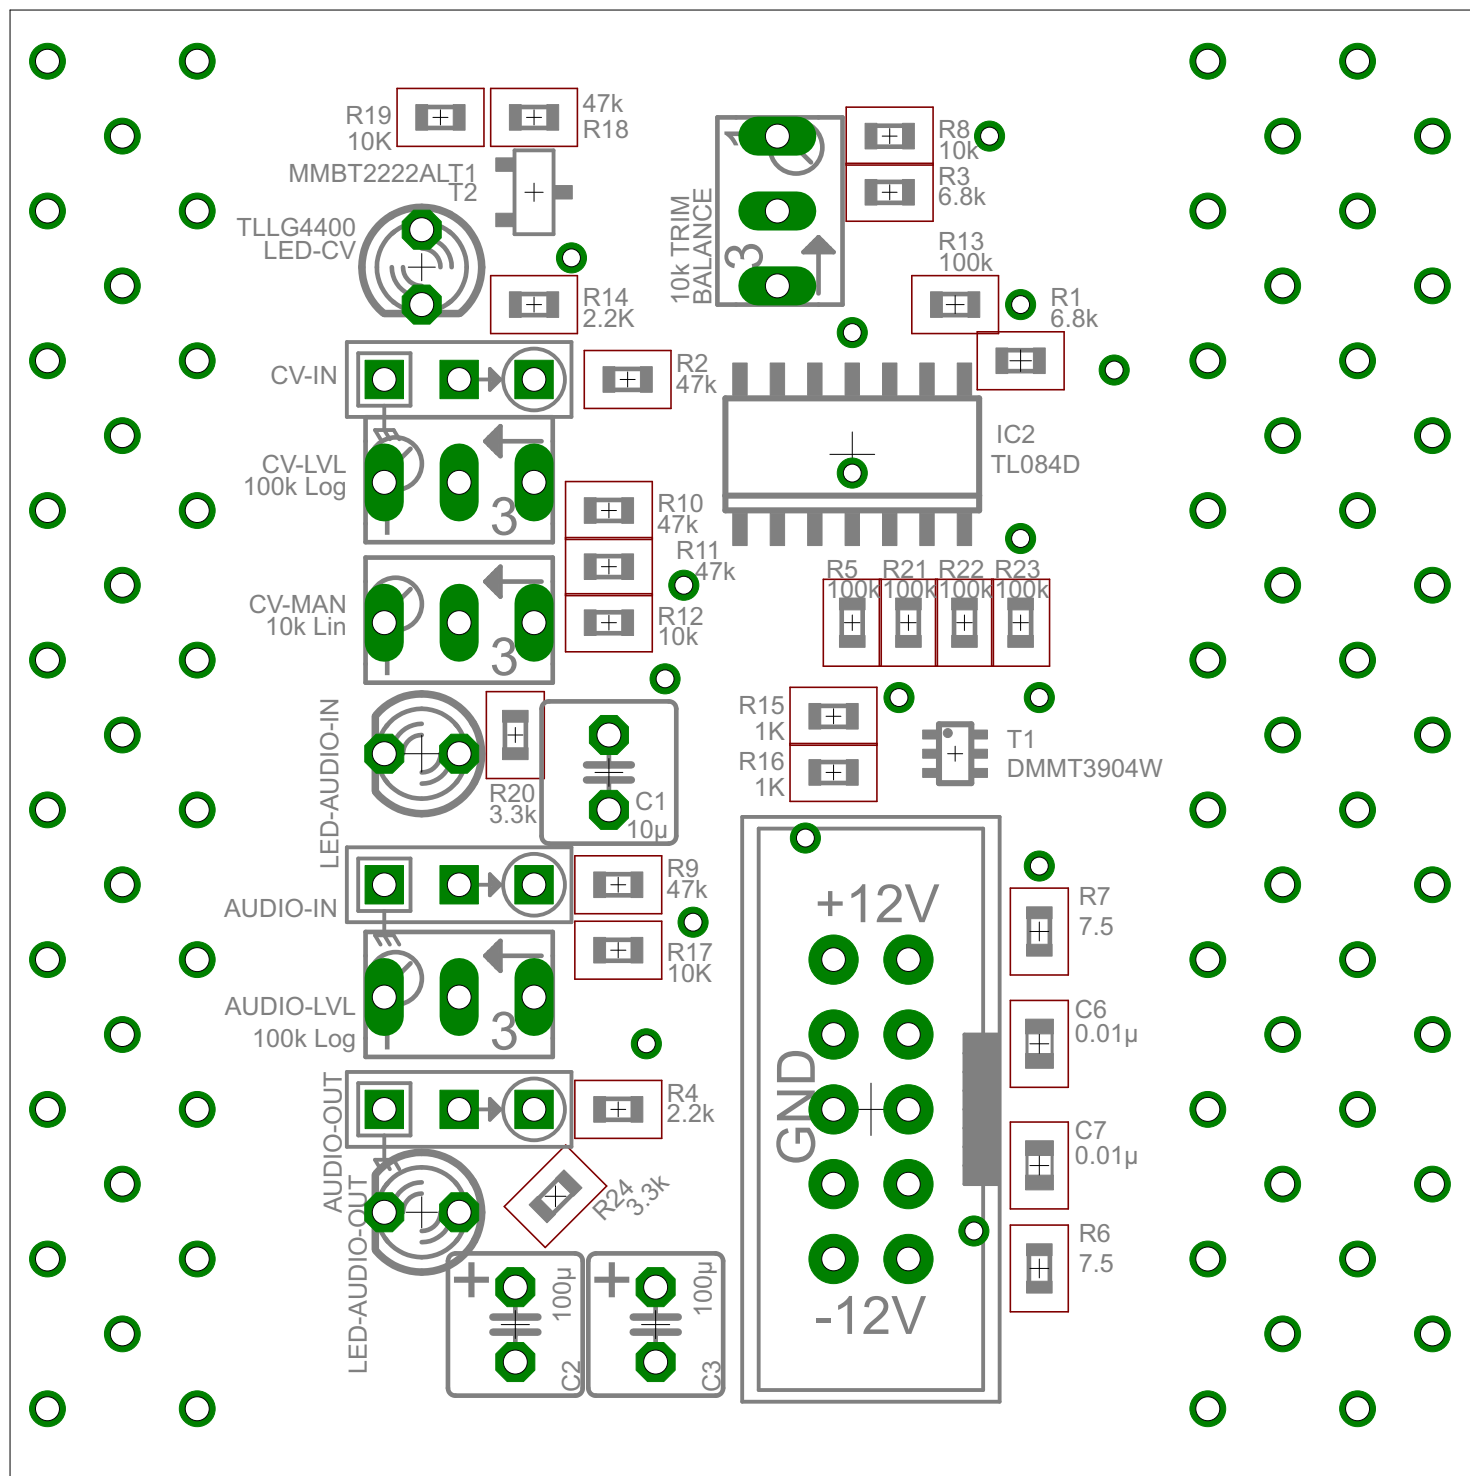 R19
10K
47k
R18
MMBT2222ALT1
T2
TLLG4400
LED-CV
R14
2.2K
1
3
10k TRIM
BALANCE
R8
10k
R3
6.8k
R13
100k
R1
6.8k
CV-IN
R2
47k
CV-LVL
100k Log
3
R10
47k
R11
47k
R12
10k
CV-MAN
10k Lin
3
IC2
TL084D
R5
100k
R21
100k
R22
100k
R23
100k
LED-AUDIO-IN
R20
3.3k
C1
10µ
R15
1K
R16
1K
T1
DMMT3904W
AUDIO-IN
R9
47k
R17
10K
AUDIO-LVL
100k Log
3
+12V
GND
-12V
R7
7.5
C6
0.01µ
C7
0.01µ
R6
7.5
AUDIO-OUT
R4
2.2k
R24
3.3k
LED-AUDIO-OUT
+
100µ
C2
+
100µ
C3